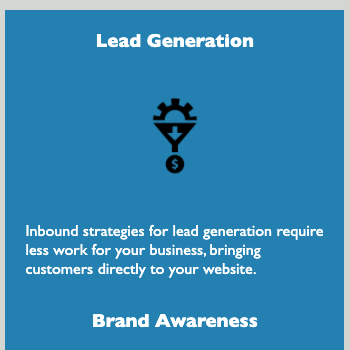 Lead Generation
$
Inbound strategies for lead generation require
less work for your business, bringing
customers directly to your website.
Brand Awareness